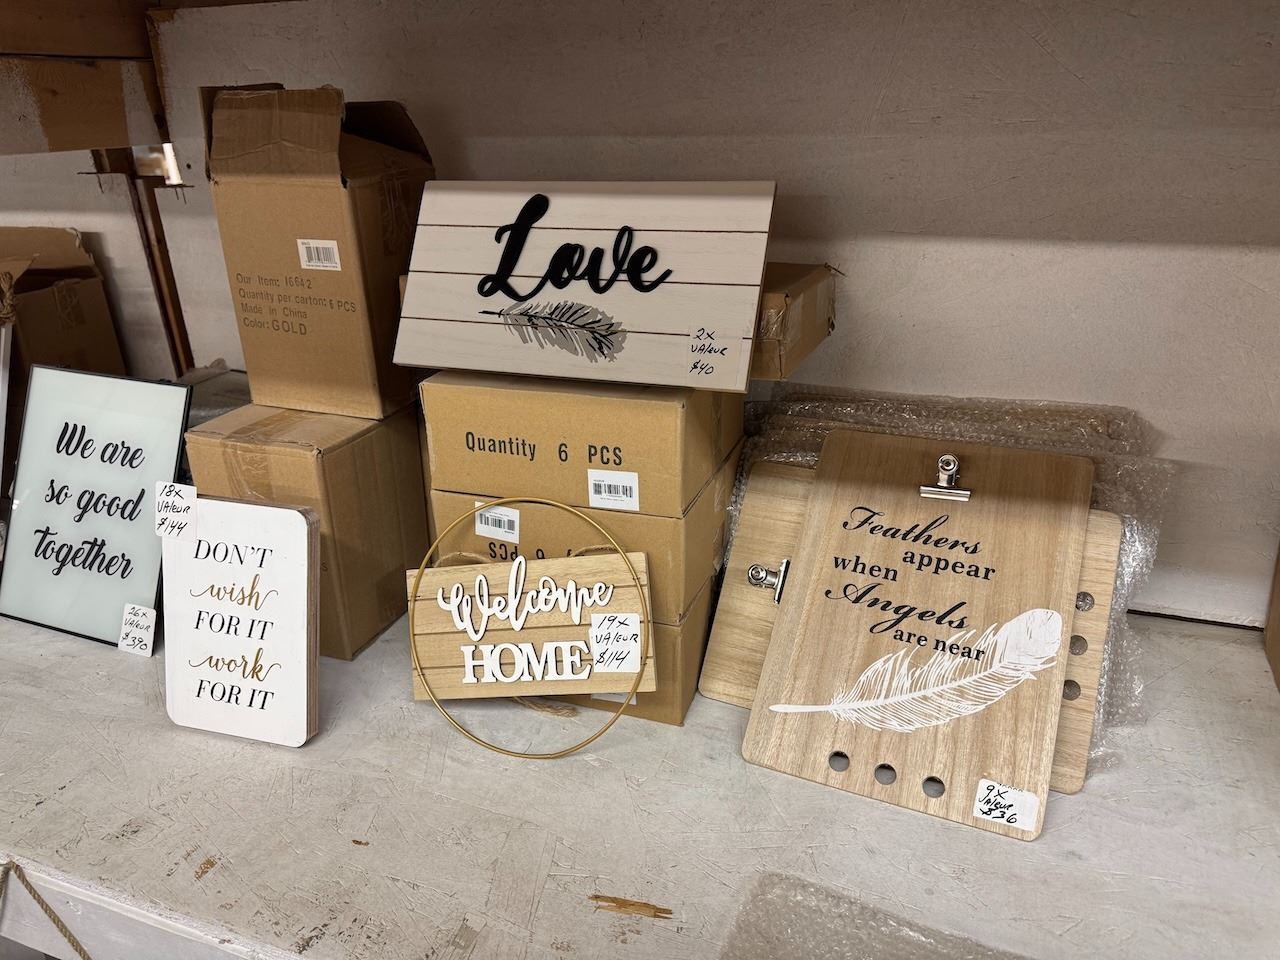 We are
so good
together
26x
VAleuR
$390
18x
VAleuR
$144
DON'T
wish
FOR IT
work
FOR IT
Our Item: 16642
Quantity per carton: 6 PCS
Made in China
Color: GOLD
Love
2x
VAleuR
$40
Quantity 6 PCS
6 PCS
Welcome
HOME
19x
VAleuR
$114
Feathers
appear
when
Angels
are near
9x
VAleuR
$36